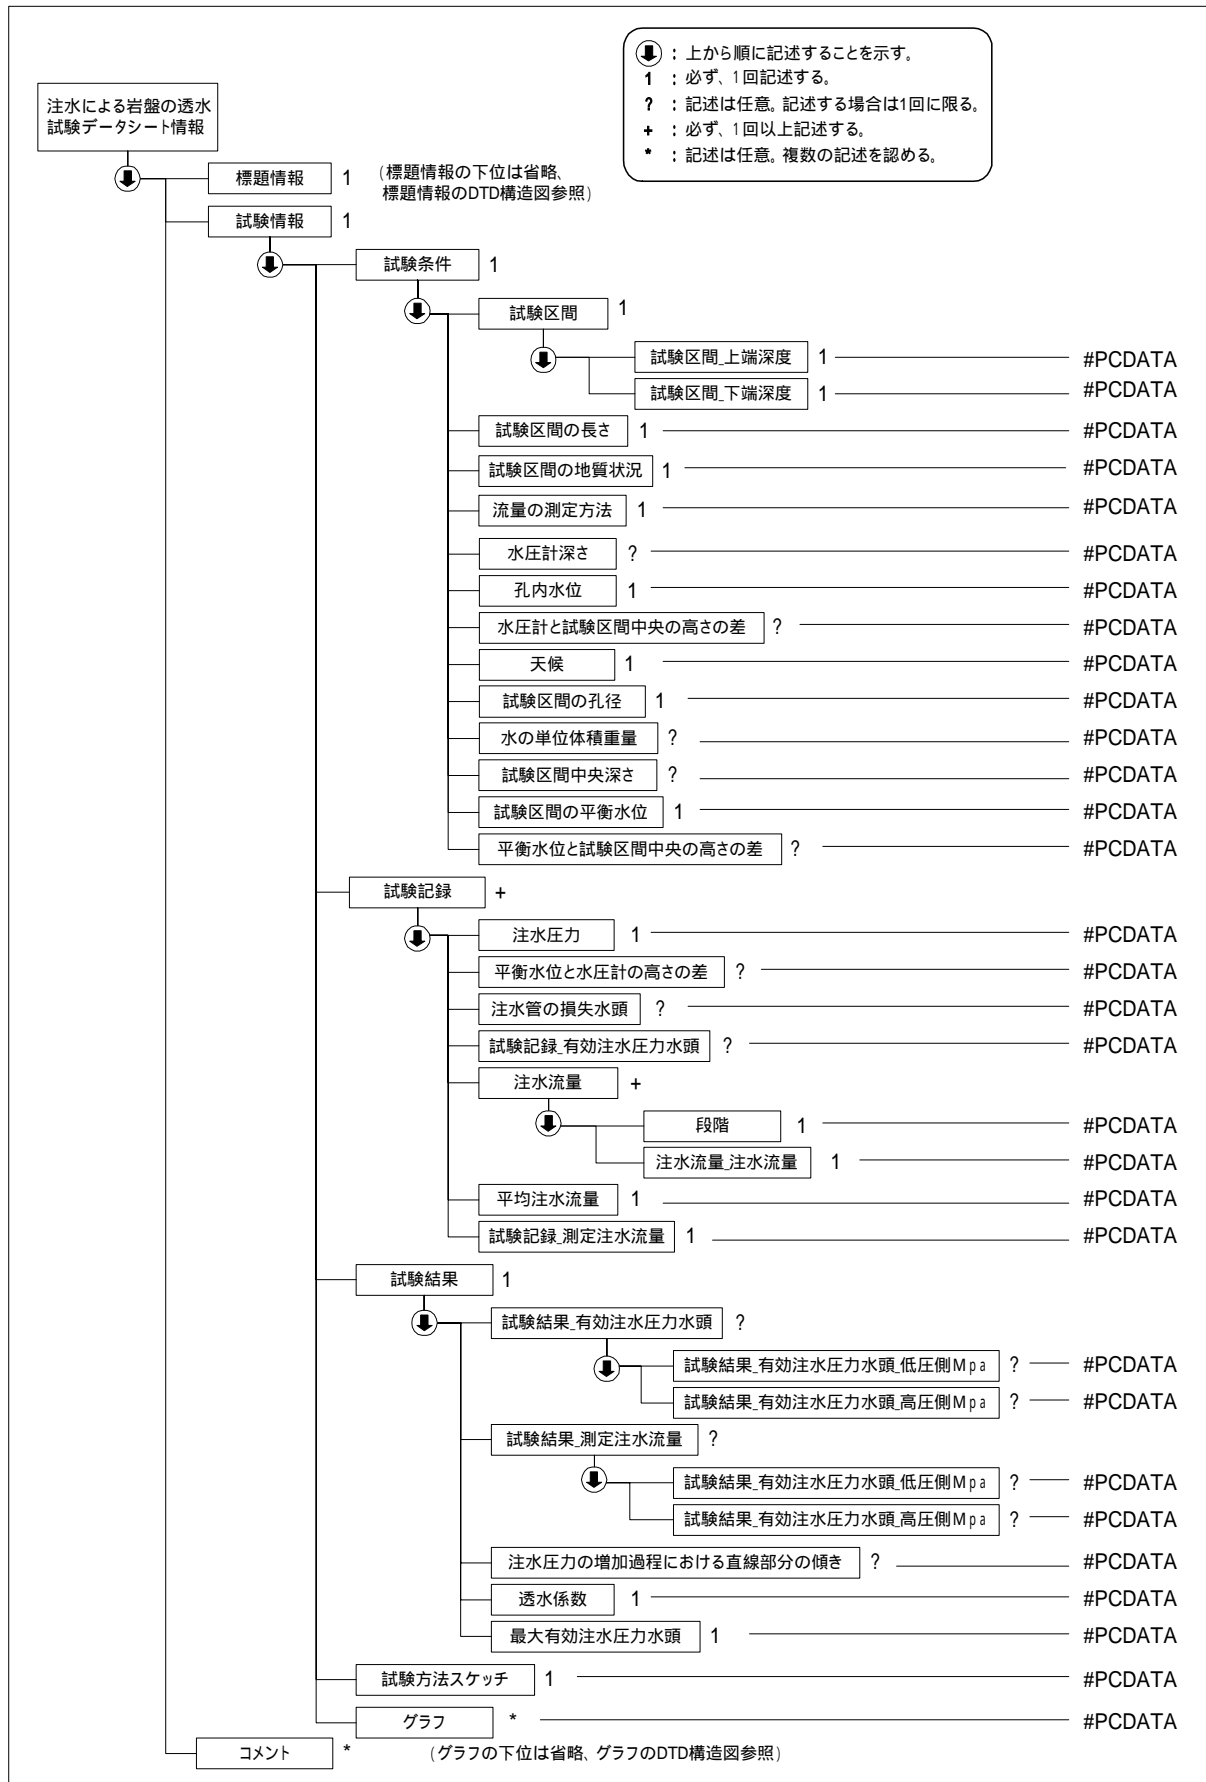 ⬇ : 上から順に記述することを示す。
1 : 必ず、1回記述する。
? : 記述は任意。記述する場合は1回に限る。
+ : 必ず、1回以上記述する。
* : 記述は任意。複数の記述を認める。
注水による岩盤の透水
試験データシート情報
標題情報 1 (標題情報の下位は省略、
標題情報のDTD構造図参照)
試験情報 1
試験条件 1
試験区間 1
試験区間_上端深度 1 #PCDATA
試験区間_下端深度 1 #PCDATA
試験区間の長さ 1 #PCDATA
試験区間の地質状況 1 #PCDATA
流量の測定方法 1 #PCDATA
水圧計深さ ? #PCDATA
孔内水位 1 #PCDATA
水圧計と試験区間中央の高さの差 ? #PCDATA
天候 1 #PCDATA
試験区間の孔径 1 #PCDATA
水の単位体積重量 ? #PCDATA
試験区間中央深さ ? #PCDATA
試験区間の平衡水位 1 #PCDATA
平衡水位と試験区間中央の高さの差 ? #PCDATA
試験記録 +
注水圧力 1 #PCDATA
平衡水位と水圧計の高さの差 ? #PCDATA
注水管の損失水頭 ? #PCDATA
試験記録_有効注水圧力水頭 ? #PCDATA
注水流量 +
段階 1 #PCDATA
注水流量_注水流量 1 #PCDATA
平均注水流量 1 #PCDATA
試験記録_測定注水流量 1 #PCDATA
試験結果 1
試験結果_有効注水圧力水頭 ?
試験結果_有効注水圧力水頭_低圧側Mpa ? #PCDATA
試験結果_有効注水圧力水頭_高圧側Mpa ? #PCDATA
試験結果_測定注水流量 ?
試験結果_有効注水圧力水頭_低圧側Mpa ? #PCDATA
試験結果_有効注水圧力水頭_高圧側Mpa ? #PCDATA
注水圧力の増加過程における直線部分の傾き ? #PCDATA
透水係数 1 #PCDATA
最大有効注水圧力水頭 1 #PCDATA
試験方法スケッチ 1 #PCDATA
グラフ * #PCDATA
コメント * (グラフの下位は省略、グラフのDTD構造図参照)